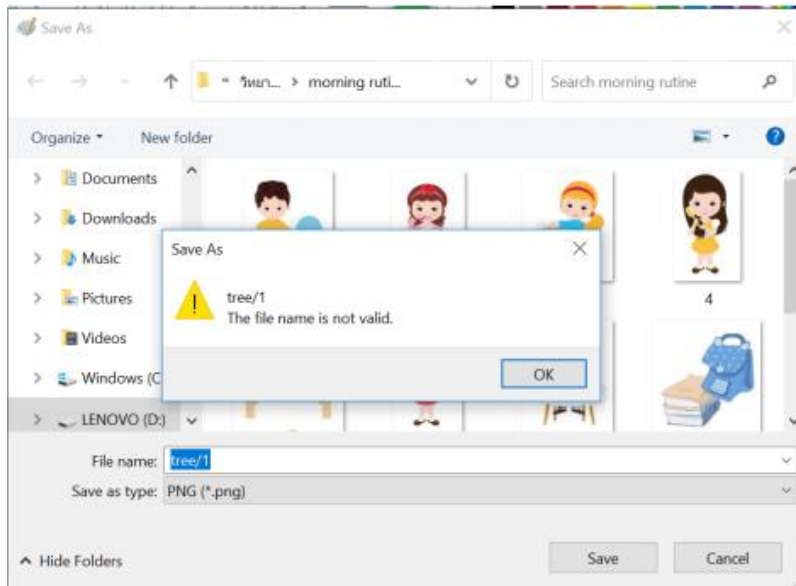 Save As
วิทยา... > morning ruti...
Search morning rutine
Organize
New folder
Documents
Downloads
Music
Pictures
Videos
Windows (C
LENOVO (D:)
4
Save As
tree/1
The file name is not valid.
OK
File name: tree/1
Save as type: PNG (*.png)
Hide Folders
Save
Cancel